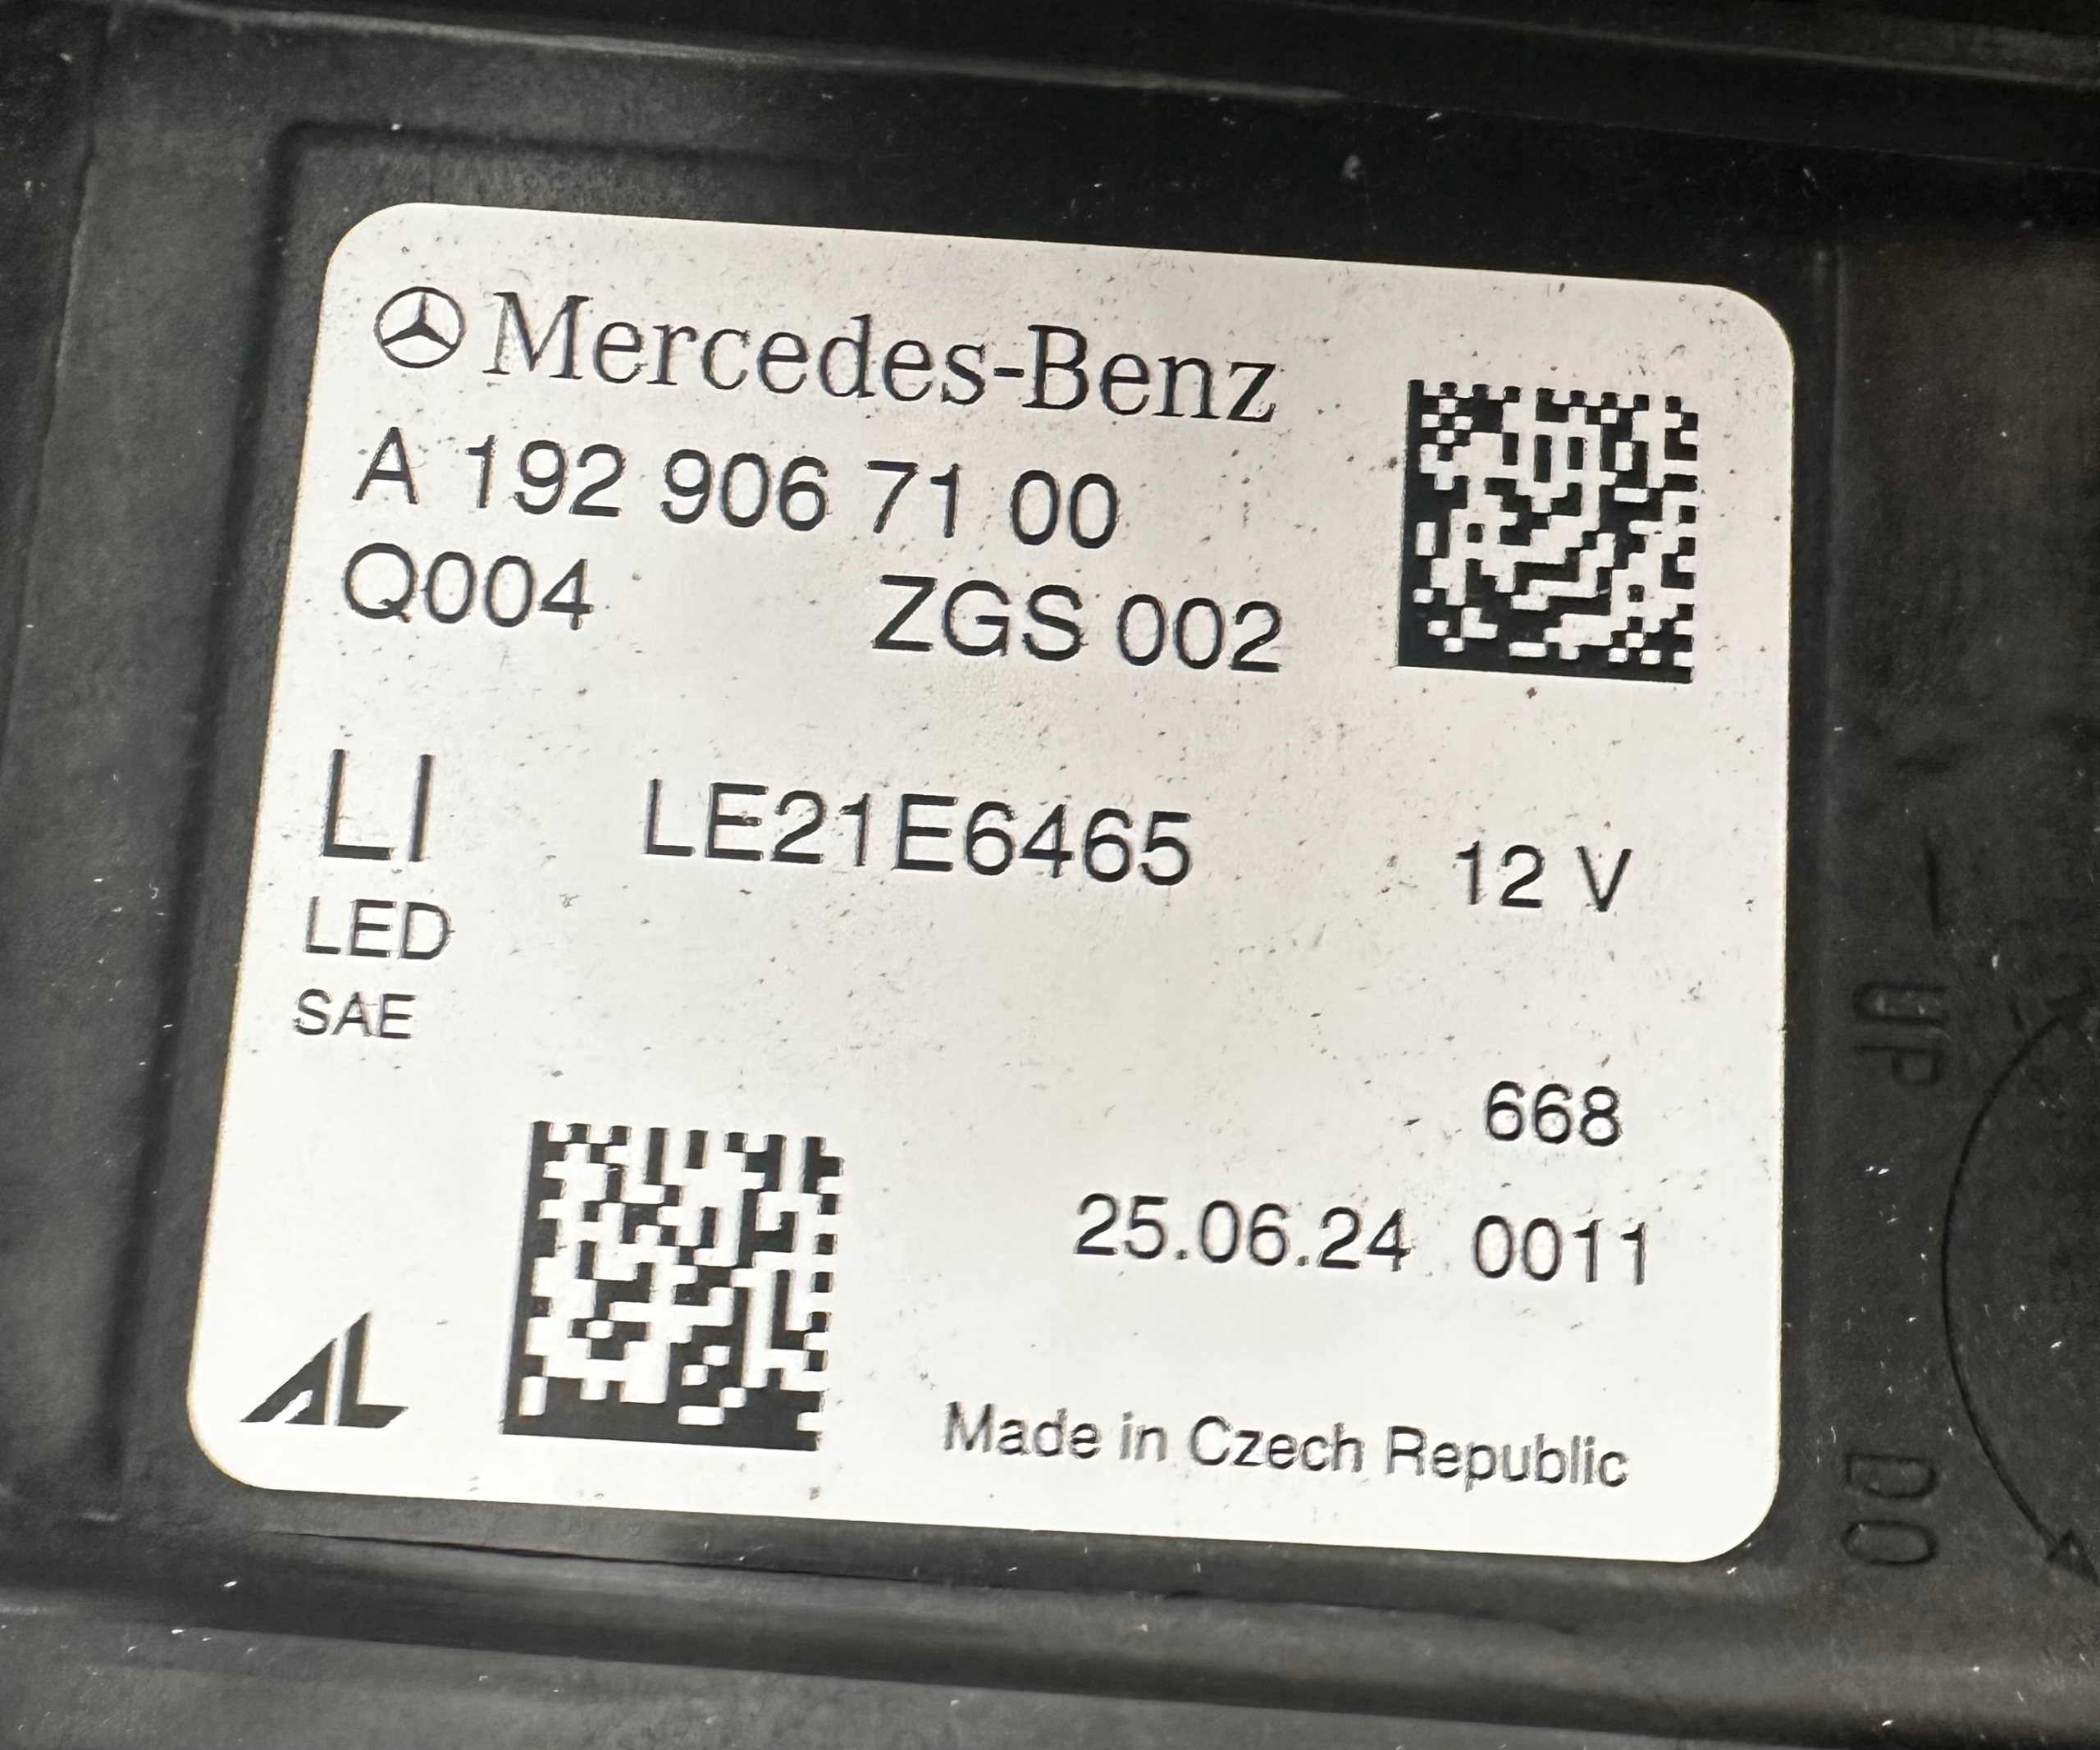 Mercedes-Benz
A 192 906 71 00
Q004 ZGS 002
LI LE21E6465 12 V
LED
SAE
668
25.06.24 0011
AL
Made in Czech Republic
UP
DO